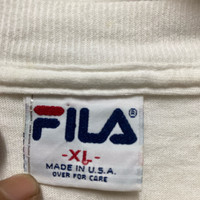 FILA®
-XL-
MADE IN U.S.A.
OVER FOR CARE